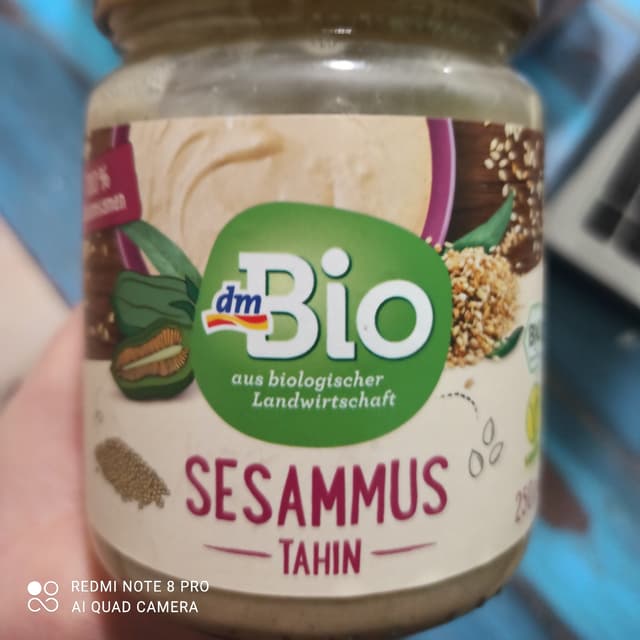 dm
Bio
aus biologischer
Landwirtschaft
SESAMMUS
TAHIN
REDMI NOTE 8 PRO
AI QUAD CAMERA